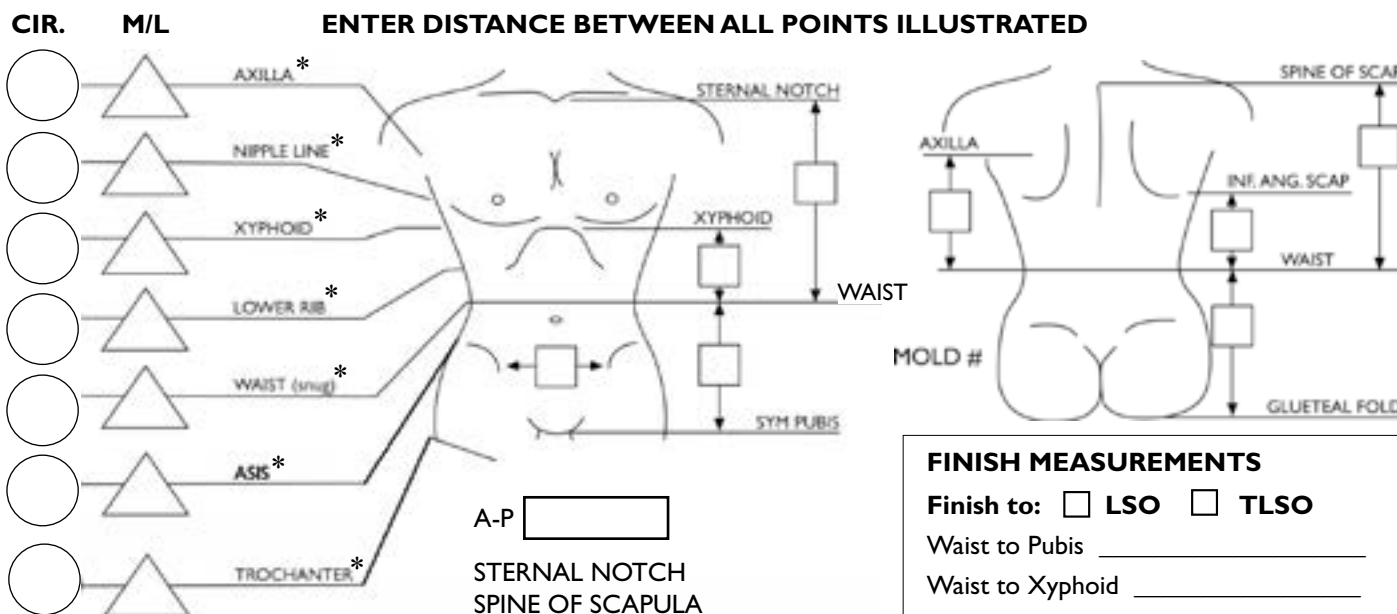 CIR. M/L ENTER DISTANCE BETWEEN ALL POINTS ILLUSTRATED
AXILLA*
NIPPLE LINE*
XYPHOID*
LOWER RIB*
WAIST (snug)*
ASIS*
TROCHANTER*
STERNAL NOTCH
XYPHOID
WAIST
SYM PUBIS
A-P
STERNAL NOTCH
SPINE OF SCAPULA
SPINE OF SCAP
AXILLA
INF. ANG. SCAP
WAIST
MOLD #
GLUETEAL FOLD
FINISH MEASUREMENTS
Finish to: LSO TLSO
Waist to Pubis
Waist to Xyphoid